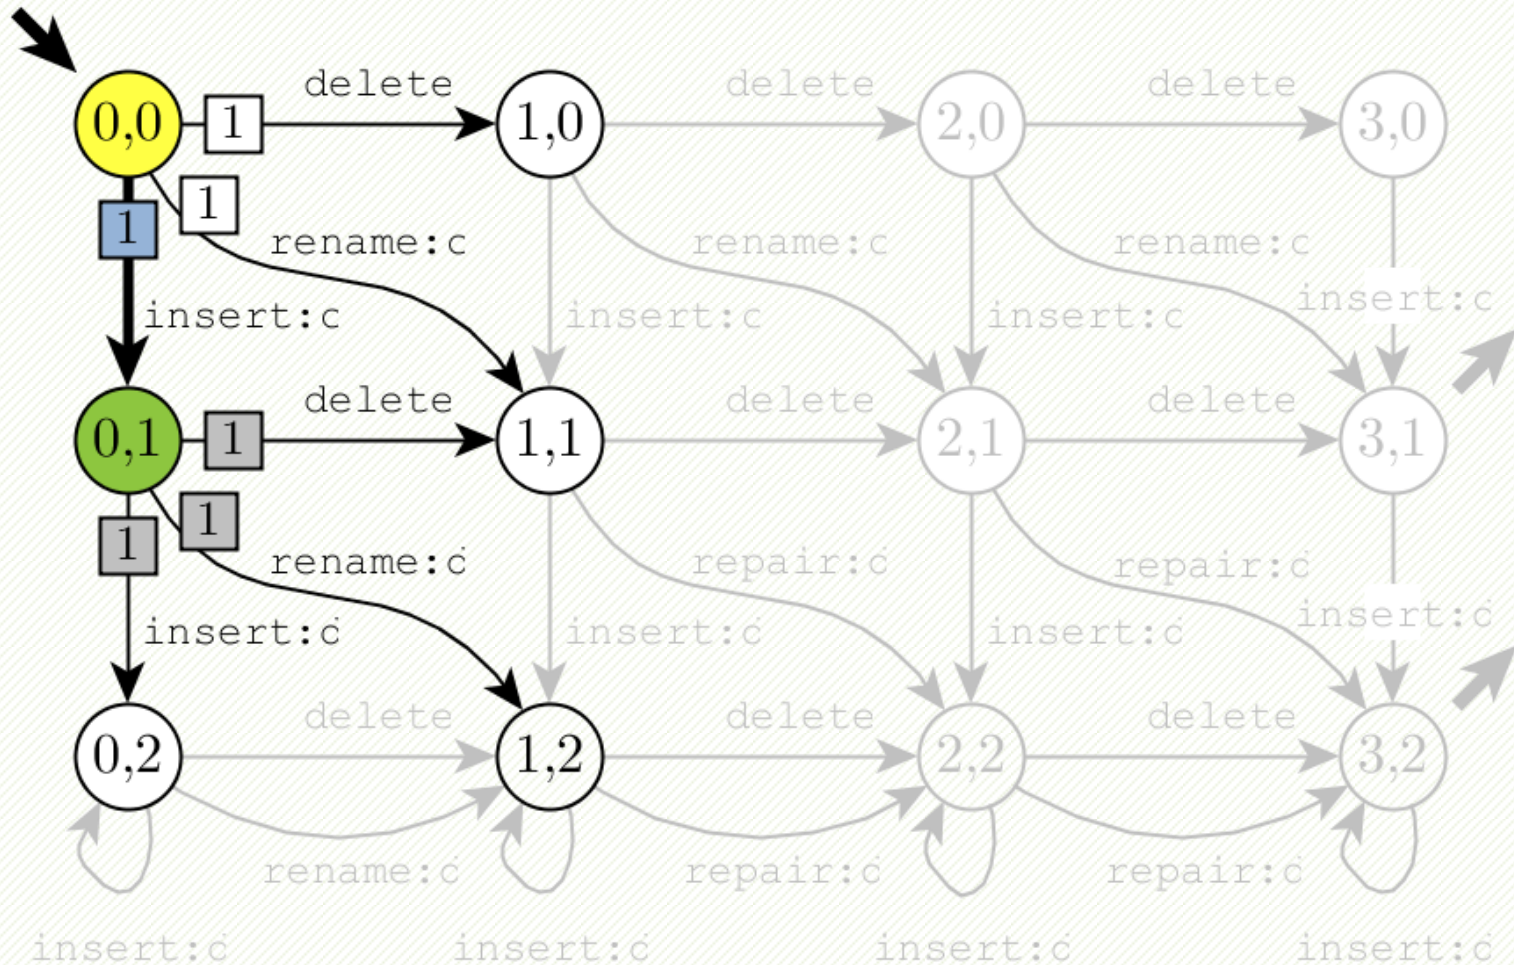 delete delete delete
0,0 1 1,0 2,0 3,0
1 1
rename:c rename:c rename:c
insert:c insert:c insert:c insert:c
delete delete delete
0,1 1 1,1 2,1 3,1
1 1
rename:d repair:d repair:d
insert:d insert:d insert:d insert:d
delete delete delete
0,2 1,2 2,2 3,2
rename:d repair:d repair:d
insert:d insert:d insert:d insert:d